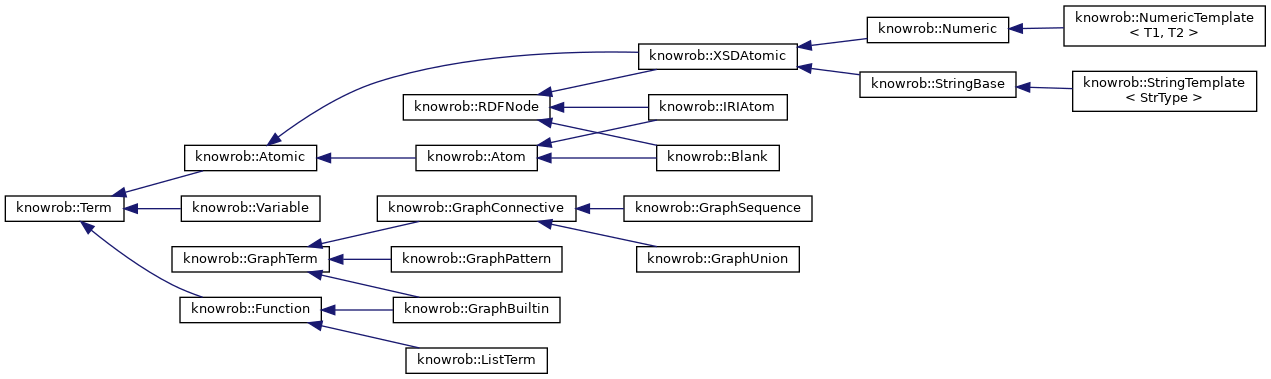 knowrob::NumericTemplate
< T1, T2 >
knowrob::Numeric
knowrob::XSDAtomic
knowrob::StringBase
knowrob::StringTemplate
< StrType >
knowrob::RDFNode
knowrob::IRIAtom
knowrob::Atomic
knowrob::Atom
knowrob::Blank
knowrob::Term
knowrob::Variable
knowrob::GraphConnective
knowrob::GraphSequence
knowrob::GraphTerm
knowrob::GraphPattern
knowrob::GraphUnion
knowrob::Function
knowrob::GraphBuiltin
knowrob::ListTerm